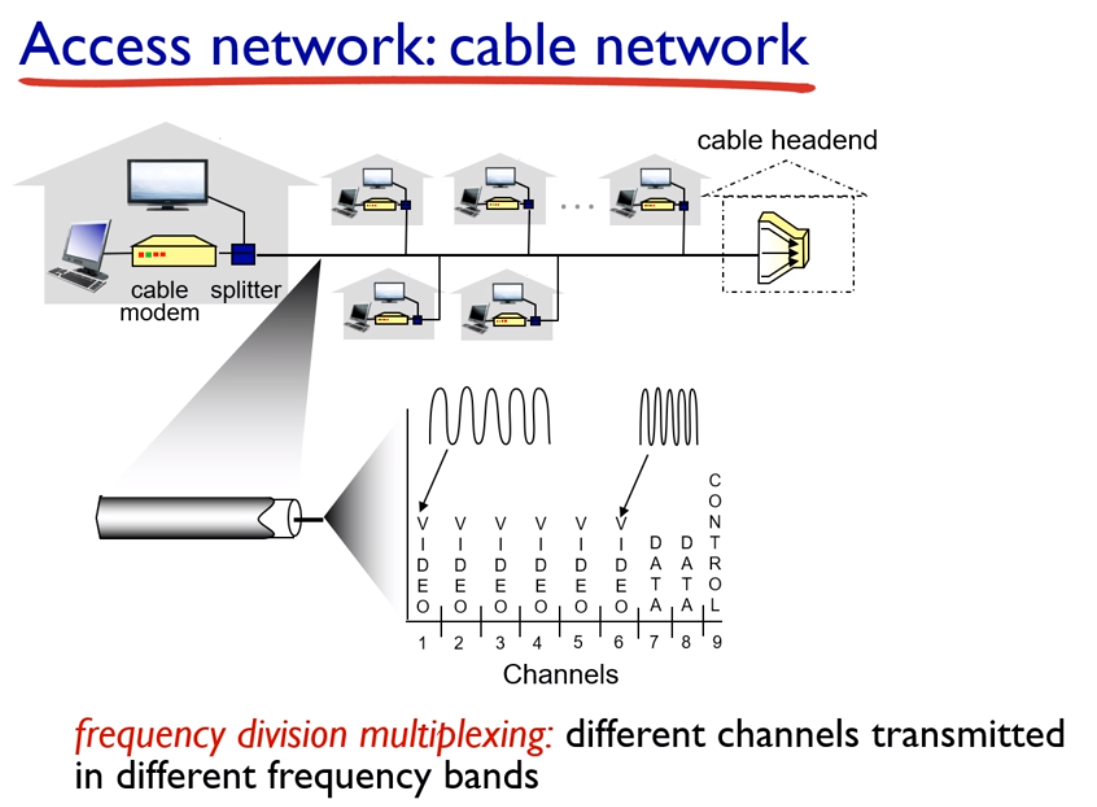 Access network: cable network
cable headend
. . .
cable modem
splitter
VIDEO
VIDEO
VIDEO
VIDEO
VIDEO
VIDEO
DATA
DATA
CONTROL
1 2 3 4 5 6 7 8 9
Channels
frequency division multiplexing: different channels transmitted
in different frequency bands